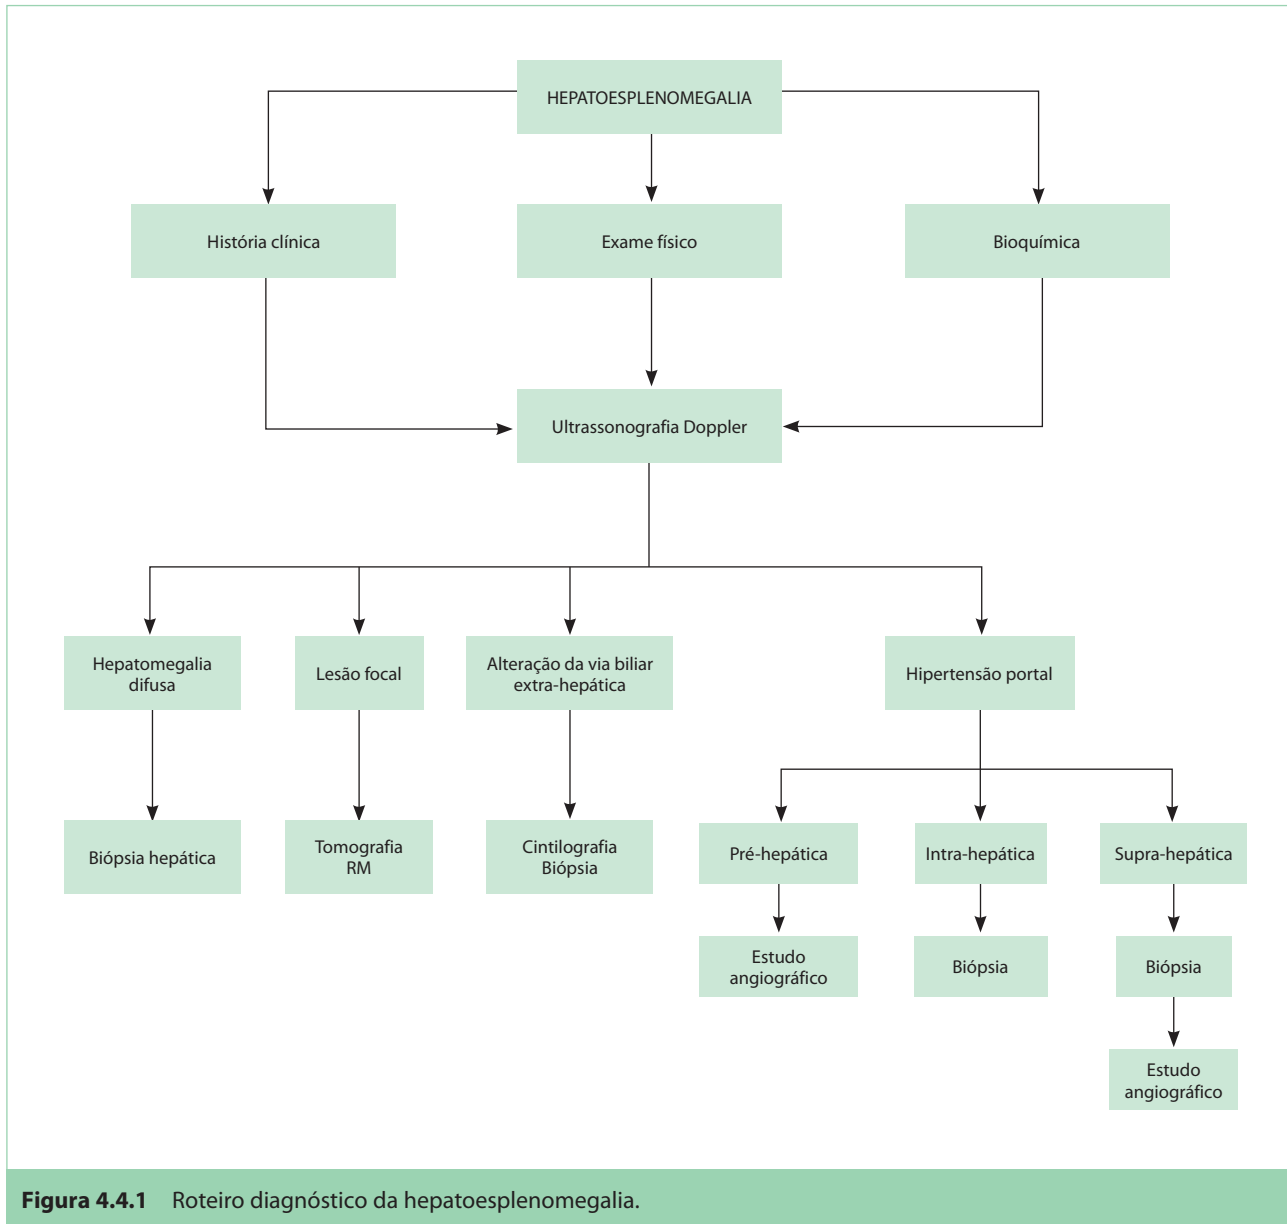 HEPATOESPLENOMEGALIA
História clínica
Exame físico
Bioquímica
Ultrassonografia Doppler
Hepatomegalia
difusa
Lesão focal
Alteração da via biliar
extra-hepática
Hipertensão portal
Biópsia hepática
Tomografia
RM
Cintilografia
Biópsia
Pré-hepática
Intra-hepática
Supra-hepática
Estudo
angiográfico
Biópsia
Biópsia
Estudo
angiográfico
Figura 4.4.1 Roteiro diagnóstico da hepatoesplenomegalia.